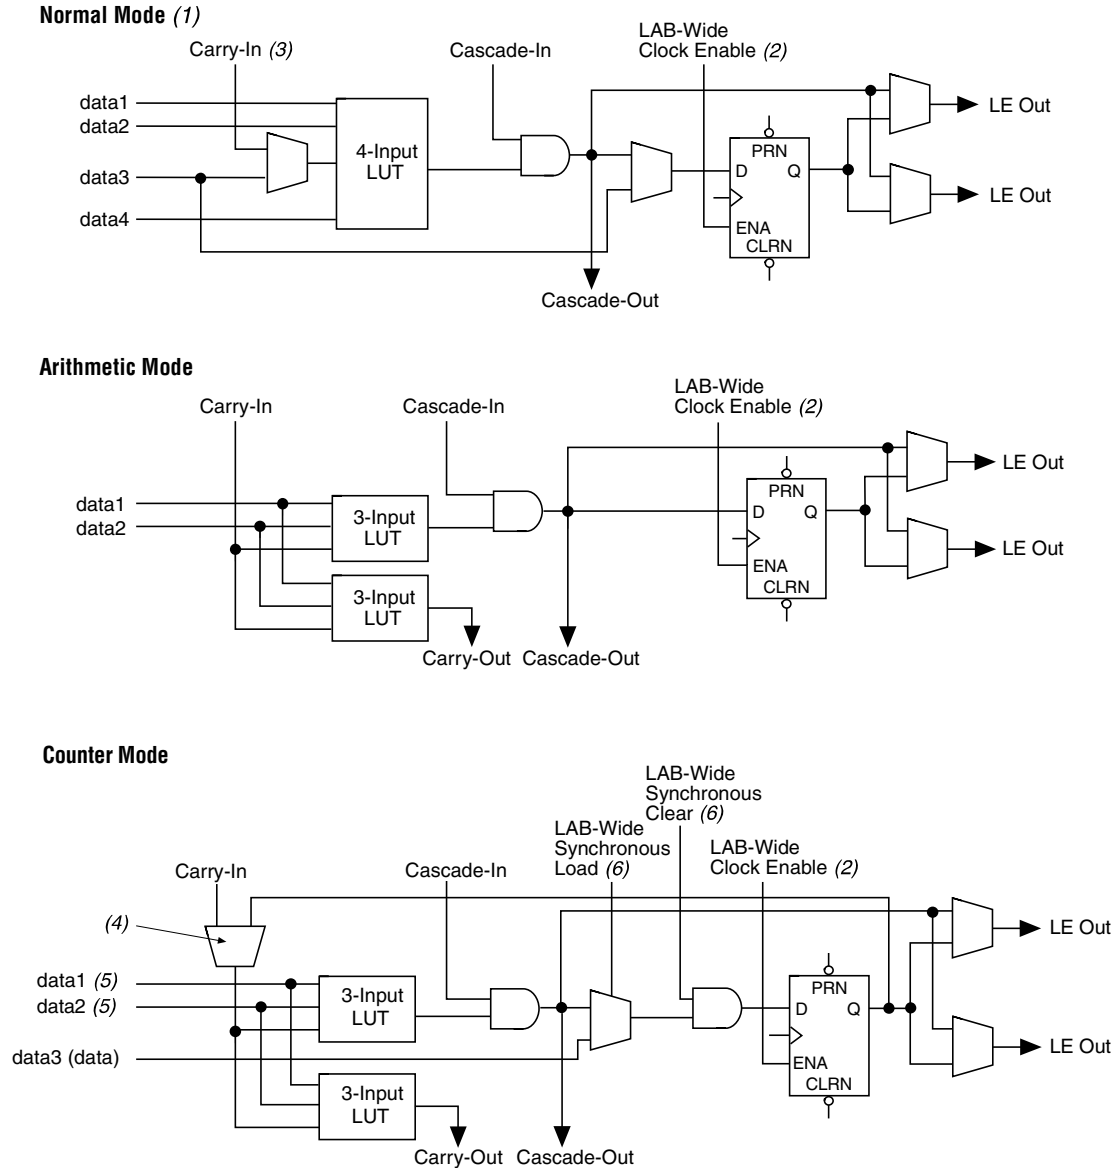 Normal Mode (1)
Carry-In (3)
Cascade-In
LAB-Wide
Clock Enable (2)
data1
data2
data3
data4
4-Input
LUT
PRN
D
Q
ENA
CLRN
LE Out
LE Out
Cascade-Out
Arithmetic Mode
Carry-In
Cascade-In
LAB-Wide
Clock Enable (2)
data1
data2
3-Input
LUT
3-Input
LUT
PRN
D
Q
ENA
CLRN
LE Out
LE Out
Carry-Out
Cascade-Out
Counter Mode
Carry-In
Cascade-In
LAB-Wide
Synchronous
Load (6)
LAB-Wide
Synchronous
Clear (6)
LAB-Wide
Clock Enable (2)
(4)
data1 (5)
data2 (5)
data3 (data)
3-Input
LUT
3-Input
LUT
PRN
D
Q
ENA
CLRN
LE Out
LE Out
Carry-Out
Cascade-Out